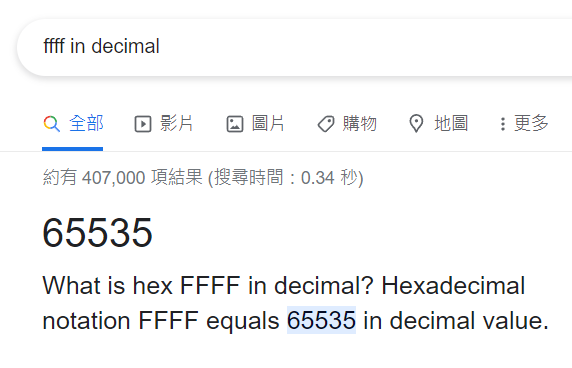 ffff in decimal
全部 影片 圖片 購物 地圖 更多
約有 407,000 項結果 (搜尋時間：0.34 秒)
65535
What is hex FFFF in decimal? Hexadecimal
notation FFFF equals 65535 in decimal value.